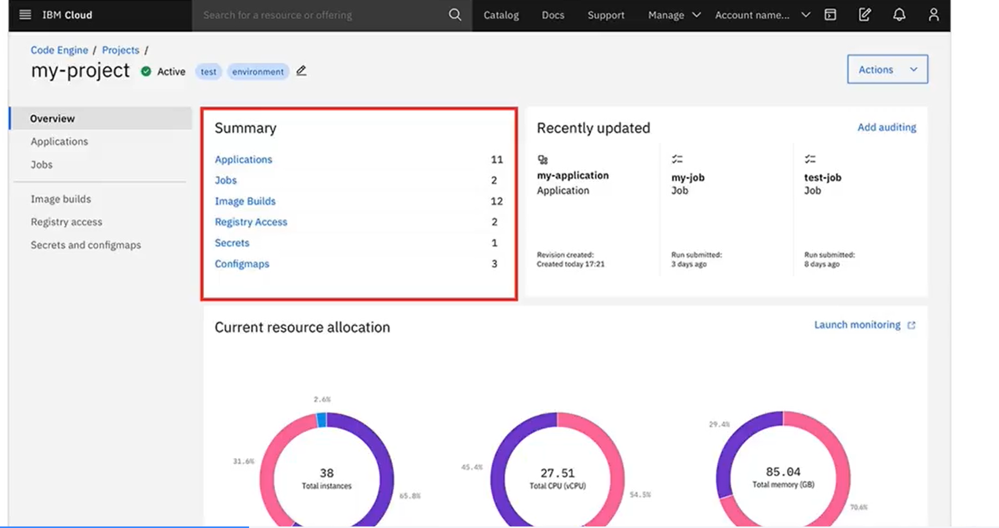 IBM Cloud
Search for a resource or offering
Catalog
Docs
Support
Manage
Account name...
Code Engine / Projects /
my-project
Active
test
environment
Actions
Overview
Applications
Jobs
Image builds
Registry access
Secrets and configmaps
Summary
Applications 11
Jobs 2
Image Builds 12
Registry Access 2
Secrets 1
Configmaps 3
Recently updated
Add auditing
my-application
Application
Revision created:
Created today 17:21
my-job
Job
Run submitted:
3 days ago
test-job
Job
Run submitted:
8 days ago
Current resource allocation
Launch monitoring
2.6%
31.6%
38
Total instances
65.8%
45.4%
27.51
Total CPU (vCPU)
54.5%
29.4%
85.04
Total memory (GB)
70.6%